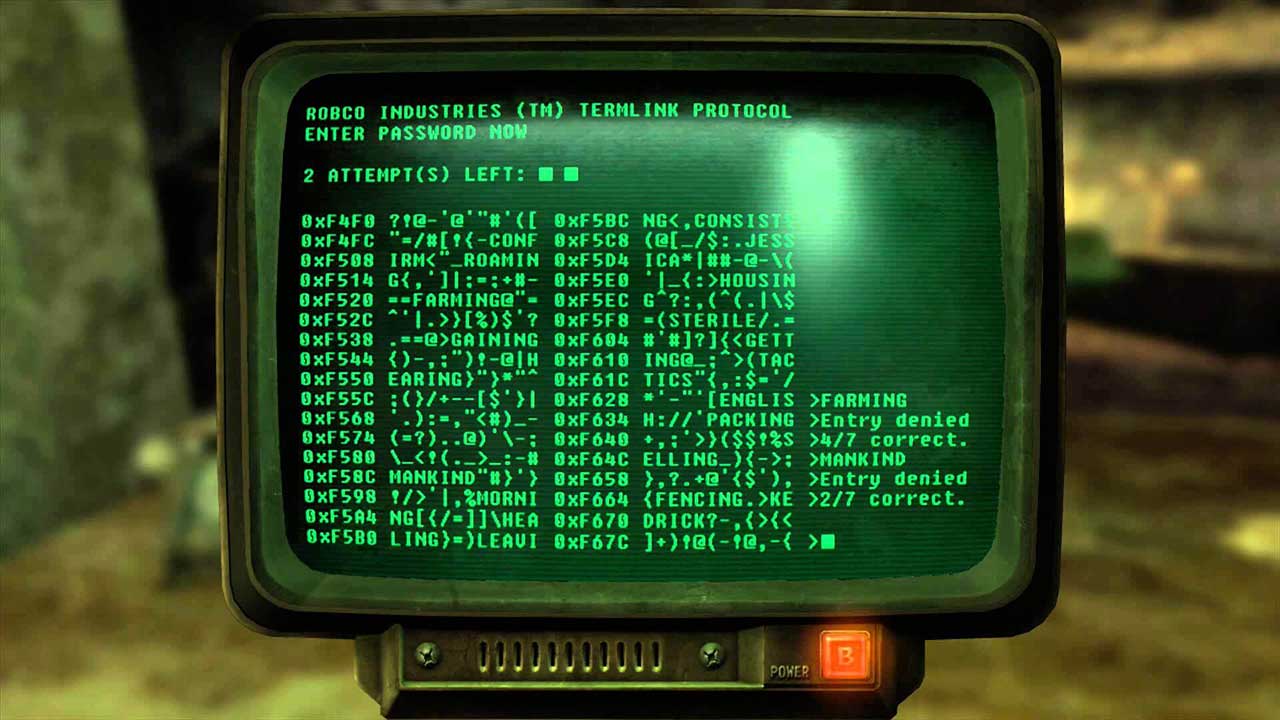 ROBCO INDUSTRIES (TM) TERMLINK PROTOCOL
ENTER PASSWORD NOW
2 ATTEMPT(S) LEFT: ■ ■
0xF4F0 ?!@-'@'"#'([
0xF4FC "=/#[!{-CONF
0xF508 IRM<"_ROAMIN
0xF514 G{,']|;=;+#-
0xF520 ==FARMING@"=
0xF52C ^'|.>}[%)$'?
0xF538 .==@>GAINING
0xF544 {)-,;")!-@|H
0xF550 EARING}"}*"^
0xF55C ;(}/+--[$'}|
0xF568 '.):=,"<#)_-
0xF574 (=?)..@)'\-;
0xF580 \_<!(._>_:-#
0xF58C MANKIND"#}'}
0xF598 !/>'|,%MORNI
0xF5A4 NG[{/=]]\HEA
0xF5B0 LING}=)LEAVI
0xF5BC NG<,CONSISTS
0xF5C8 (@[_/$:.JESS
0xF5D4 ICA*|##-@-\{
0xF5E0 '|_{:>HOUSIN
0xF5EC G^?:,(^(.|\$
0xF5F8 =(STERILE/.=
0xF604 #'#]?]{<GETT
0xF610 ING@_;^>(TAC
0xF61C TICS"{,:$='/
0xF628 *'-"'[ENGLIS
0xF634 H://'PACKING
0xF640 +,;'>}($$!%S
0xF64C ELLING_){->;
0xF658 },?.+@'{$'),
0xF664 {FENCING.>KE
0xF670 DRICK?-,{>{<
0xF67C ]+)!@(-!@,-{
>FARMING
>Entry denied
>4/7 correct.
>MANKIND
>Entry denied
>2/7 correct.
>■
POWER
B